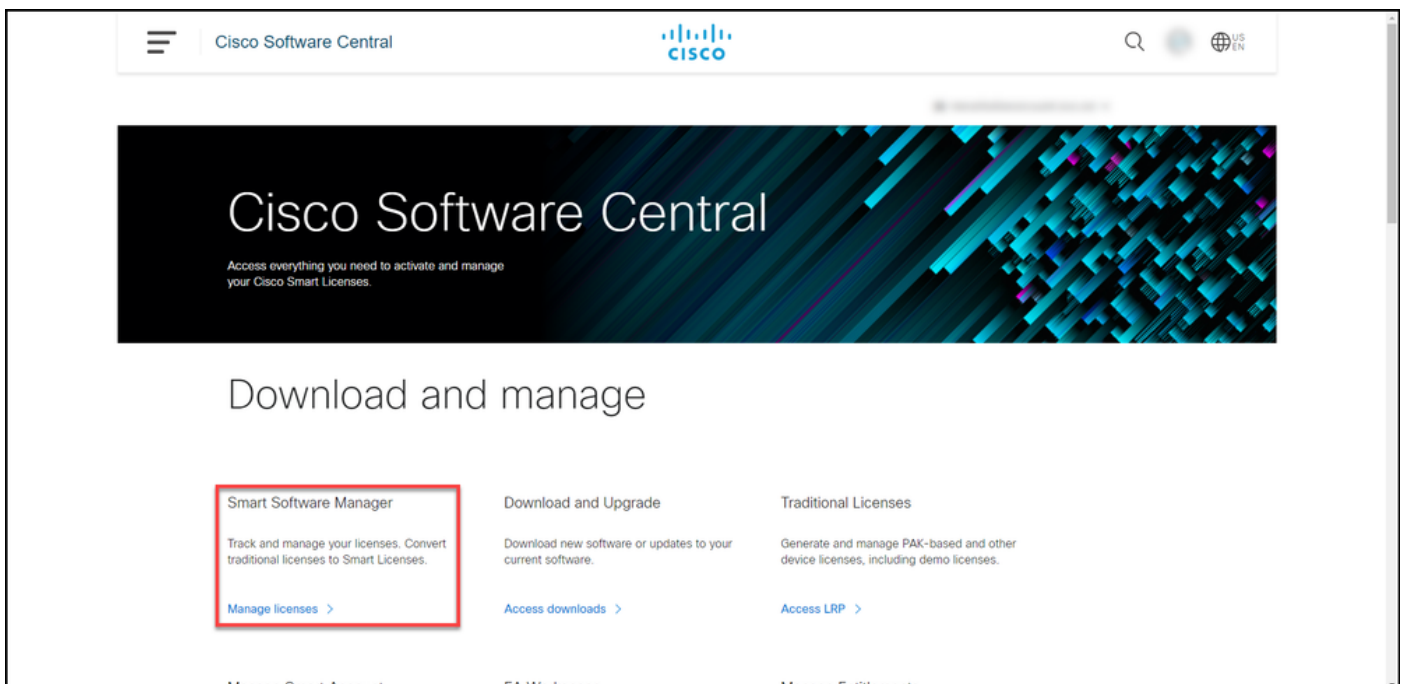 Cisco Software Central
CISCO
US
EN
Cisco Software Central
Access everything you need to activate and manage
your Cisco Smart Licenses.
Download and manage
Smart Software Manager
Track and manage your licenses. Convert
traditional licenses to Smart Licenses.
Manage licenses
Download and Upgrade
Download new software or updates to your
current software.
Access downloads
Traditional Licenses
Generate and manage PAK-based and other
device licenses, including demo licenses.
Access LRP